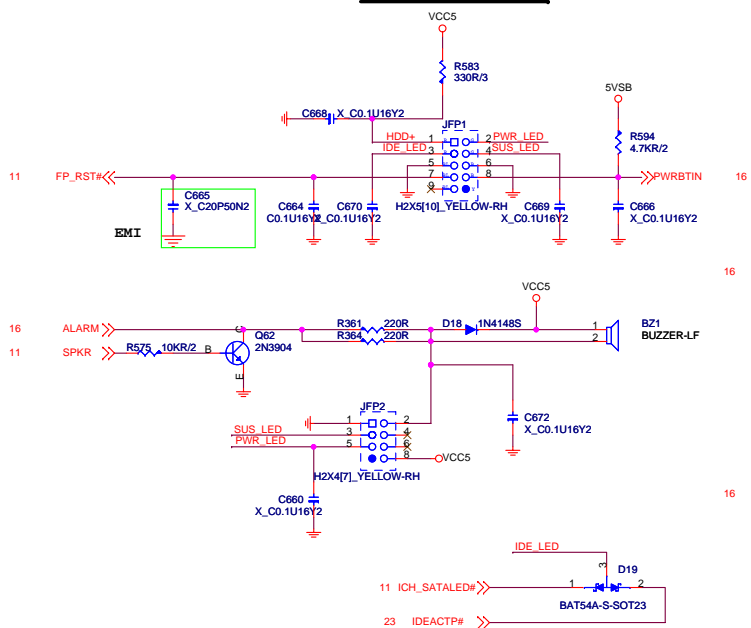 VCC5
R583
330R/3
5VSB
C668
X_C0.1U16Y2
JFP1
R594
4.7KR/2
HDD+ 1 2 PWR_LED
IDE_LED 3 4 SUS_LED
5 6
11 FP_RST# 7 8 PWRBTIN 16
9
C665
X_C20P50N2
C664
C0.1U16Y2
C670
X_C0.1U16Y2
H2X5[10]_YELLOW-RH
C669
X_C0.1U16Y2
C666
X_C0.1U16Y2
EMI
16
VCC5
16 ALARM
C
R361 220R
D18 1N4148S
1
BZ1
BUZZER-LF
Q62
2N3904
R364 220R
2
11 SPKR
R575 10KR/2
B
E
JFP2
1 2
SUS_LED 3 4
PWR_LED 5 6
8 VCC5
C672
X_C0.1U16Y2
H2X4[7]_YELLOW-RH
C660
X_C0.1U16Y2
16
IDE_LED
3
D19
11 ICH_SATALED# 1 2
BAT54A-S-SOT23
23 IDEACTP#